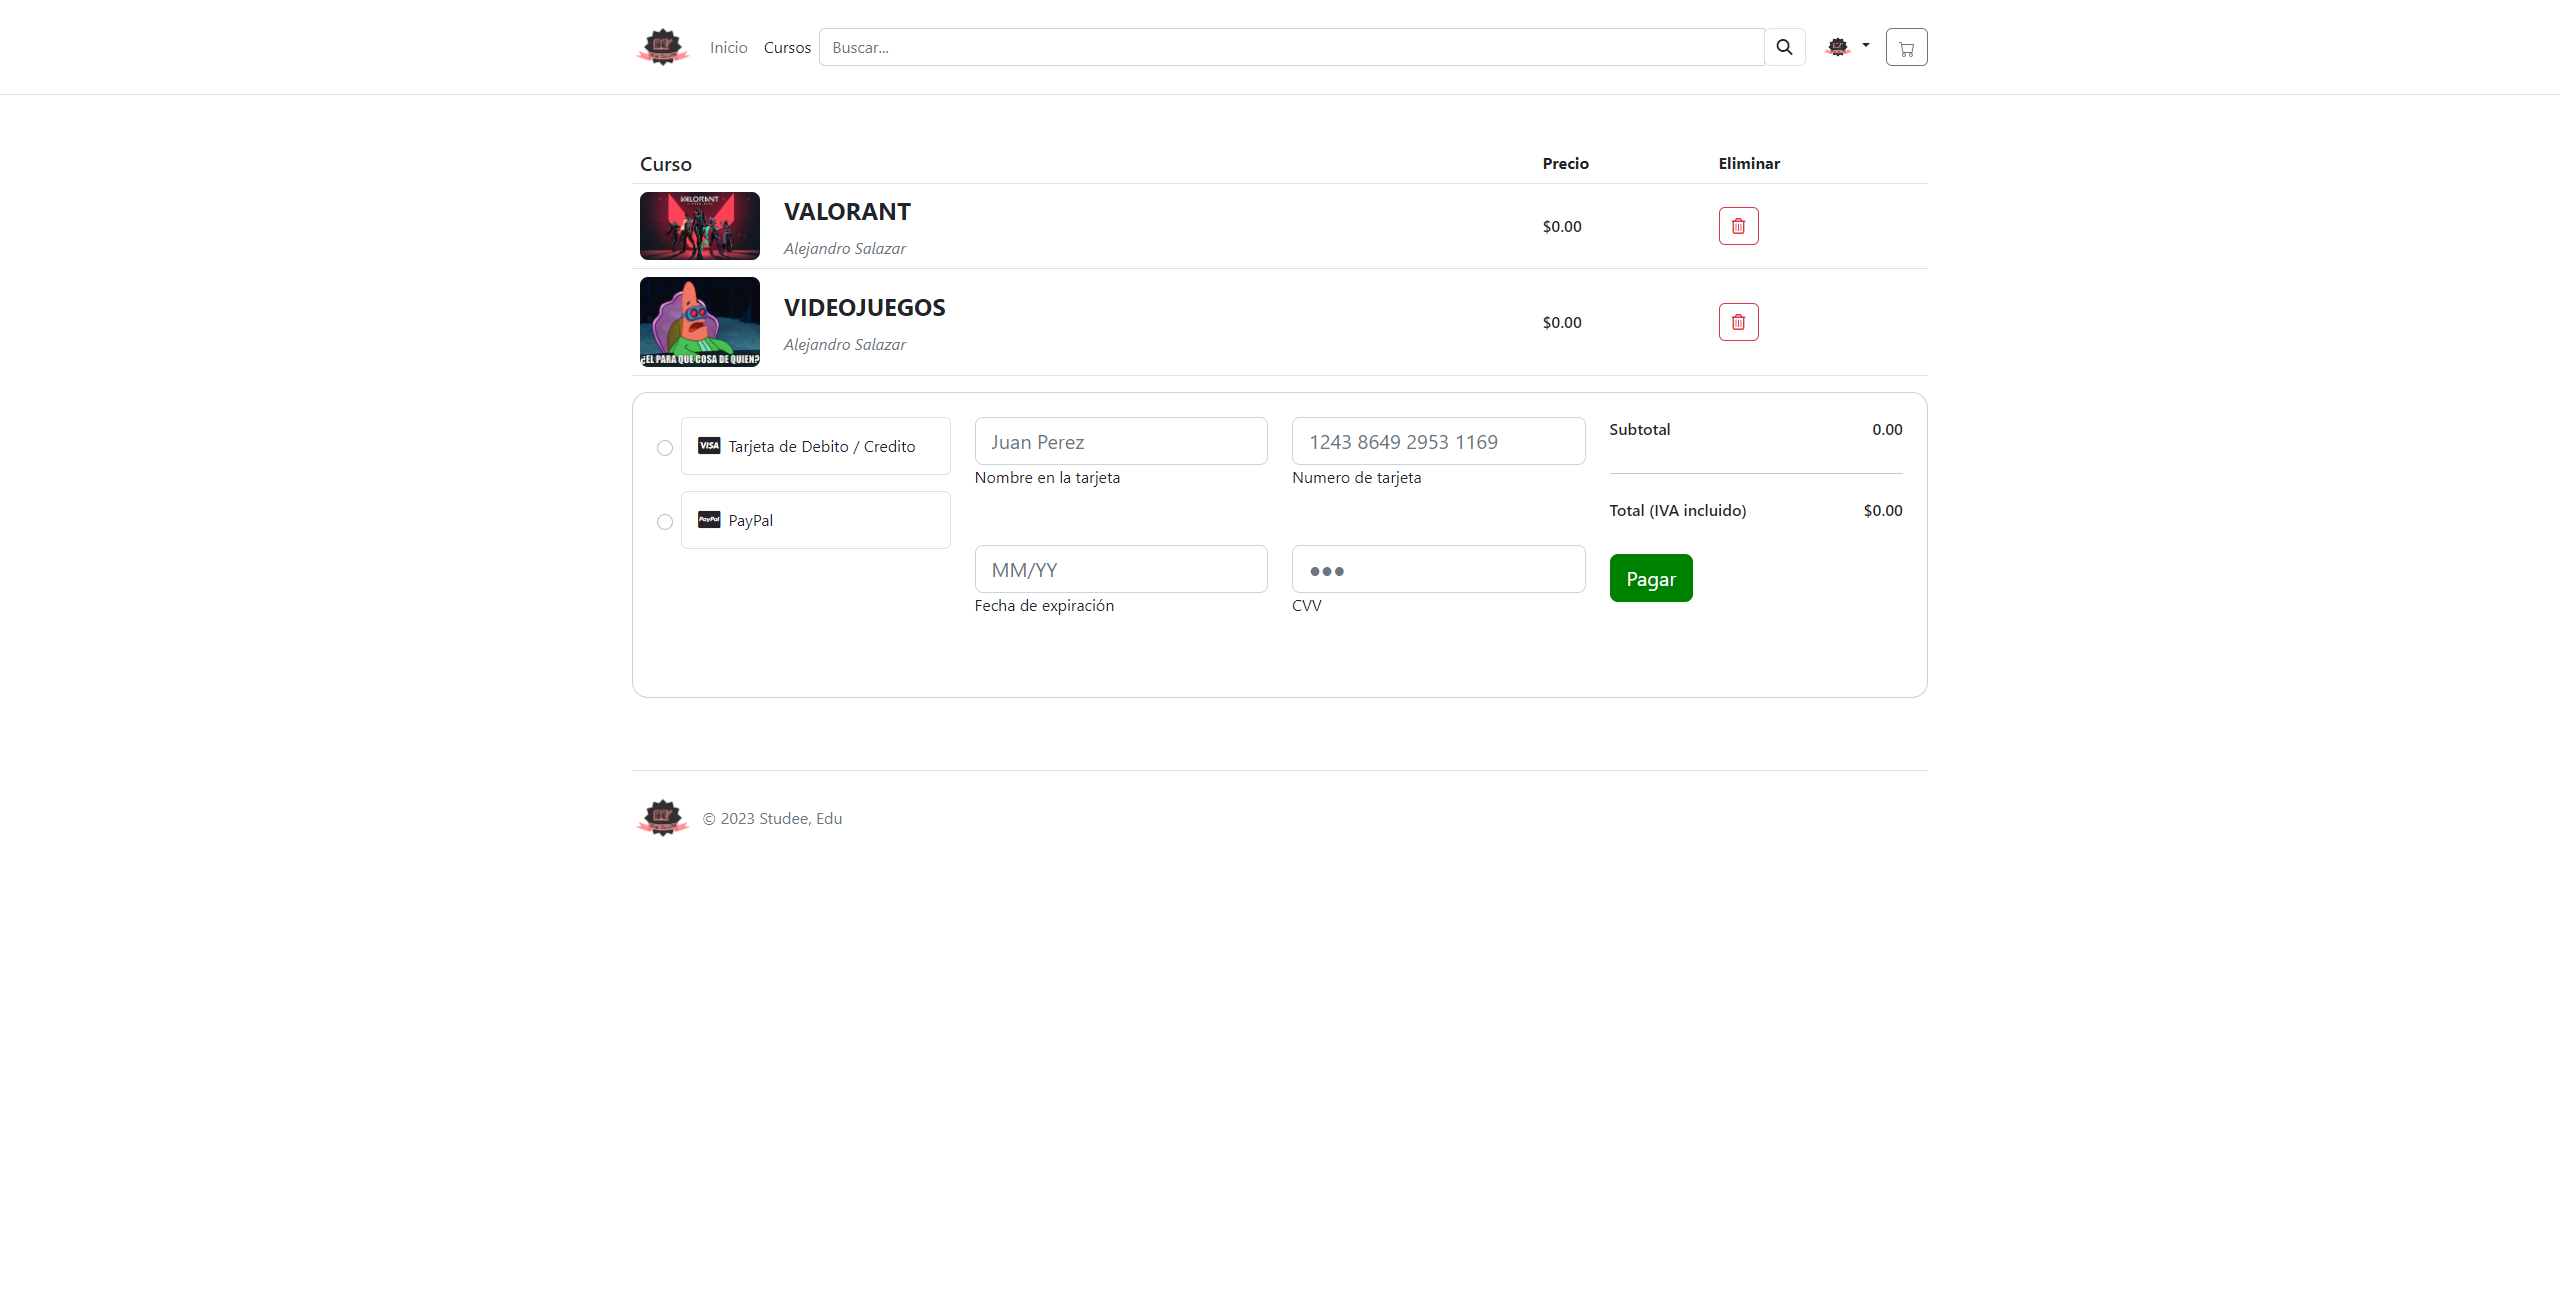 Inicio
Cursos
Buscar...
Curso
Precio
Eliminar
VALORANT
VALORANT
Alejandro Salazar
$0.00
¿EL PARA QUE COSA DE QUIEN?
VIDEOJUEGOS
Alejandro Salazar
$0.00
VISA
Tarjeta de Debito / Credito
PayPal
PayPal
Juan Perez
Nombre en la tarjeta
1243 8649 2953 1169
Numero de tarjeta
MM/YY
Fecha de expiración
●●●
CVV
Subtotal
0.00
Total (IVA incluido)
$0.00
Pagar
© 2023 Studee, Edu